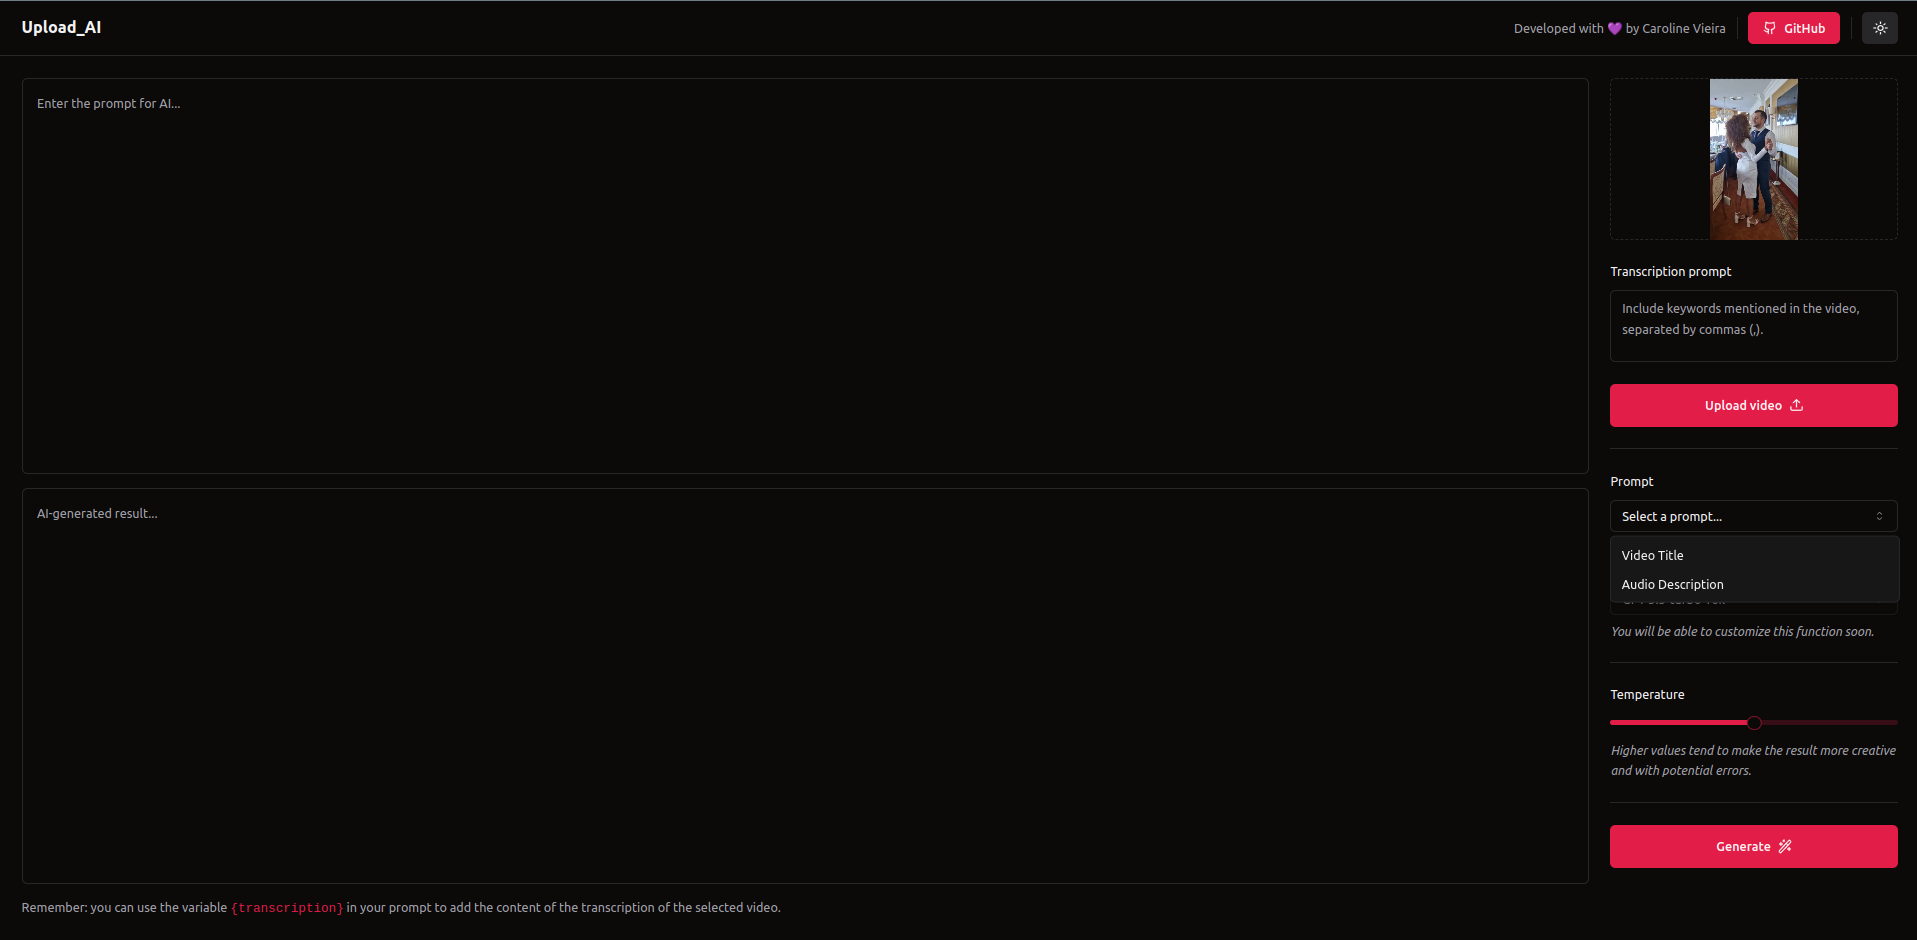 Upload_AI
Developed with 💜 by Caroline Vieira
GitHub
Enter the prompt for AI...
AI-generated result...
Remember: you can use the variable {transcription} in your prompt to add the content of the transcription of the selected video.
Transcription prompt
Include keywords mentioned in the video,
separated by commas (,).
Upload video
Prompt
Select a prompt...
Video Title
Audio Description
You will be able to customize this function soon.
Temperature
Higher values tend to make the result more creative
and with potential errors.
Generate